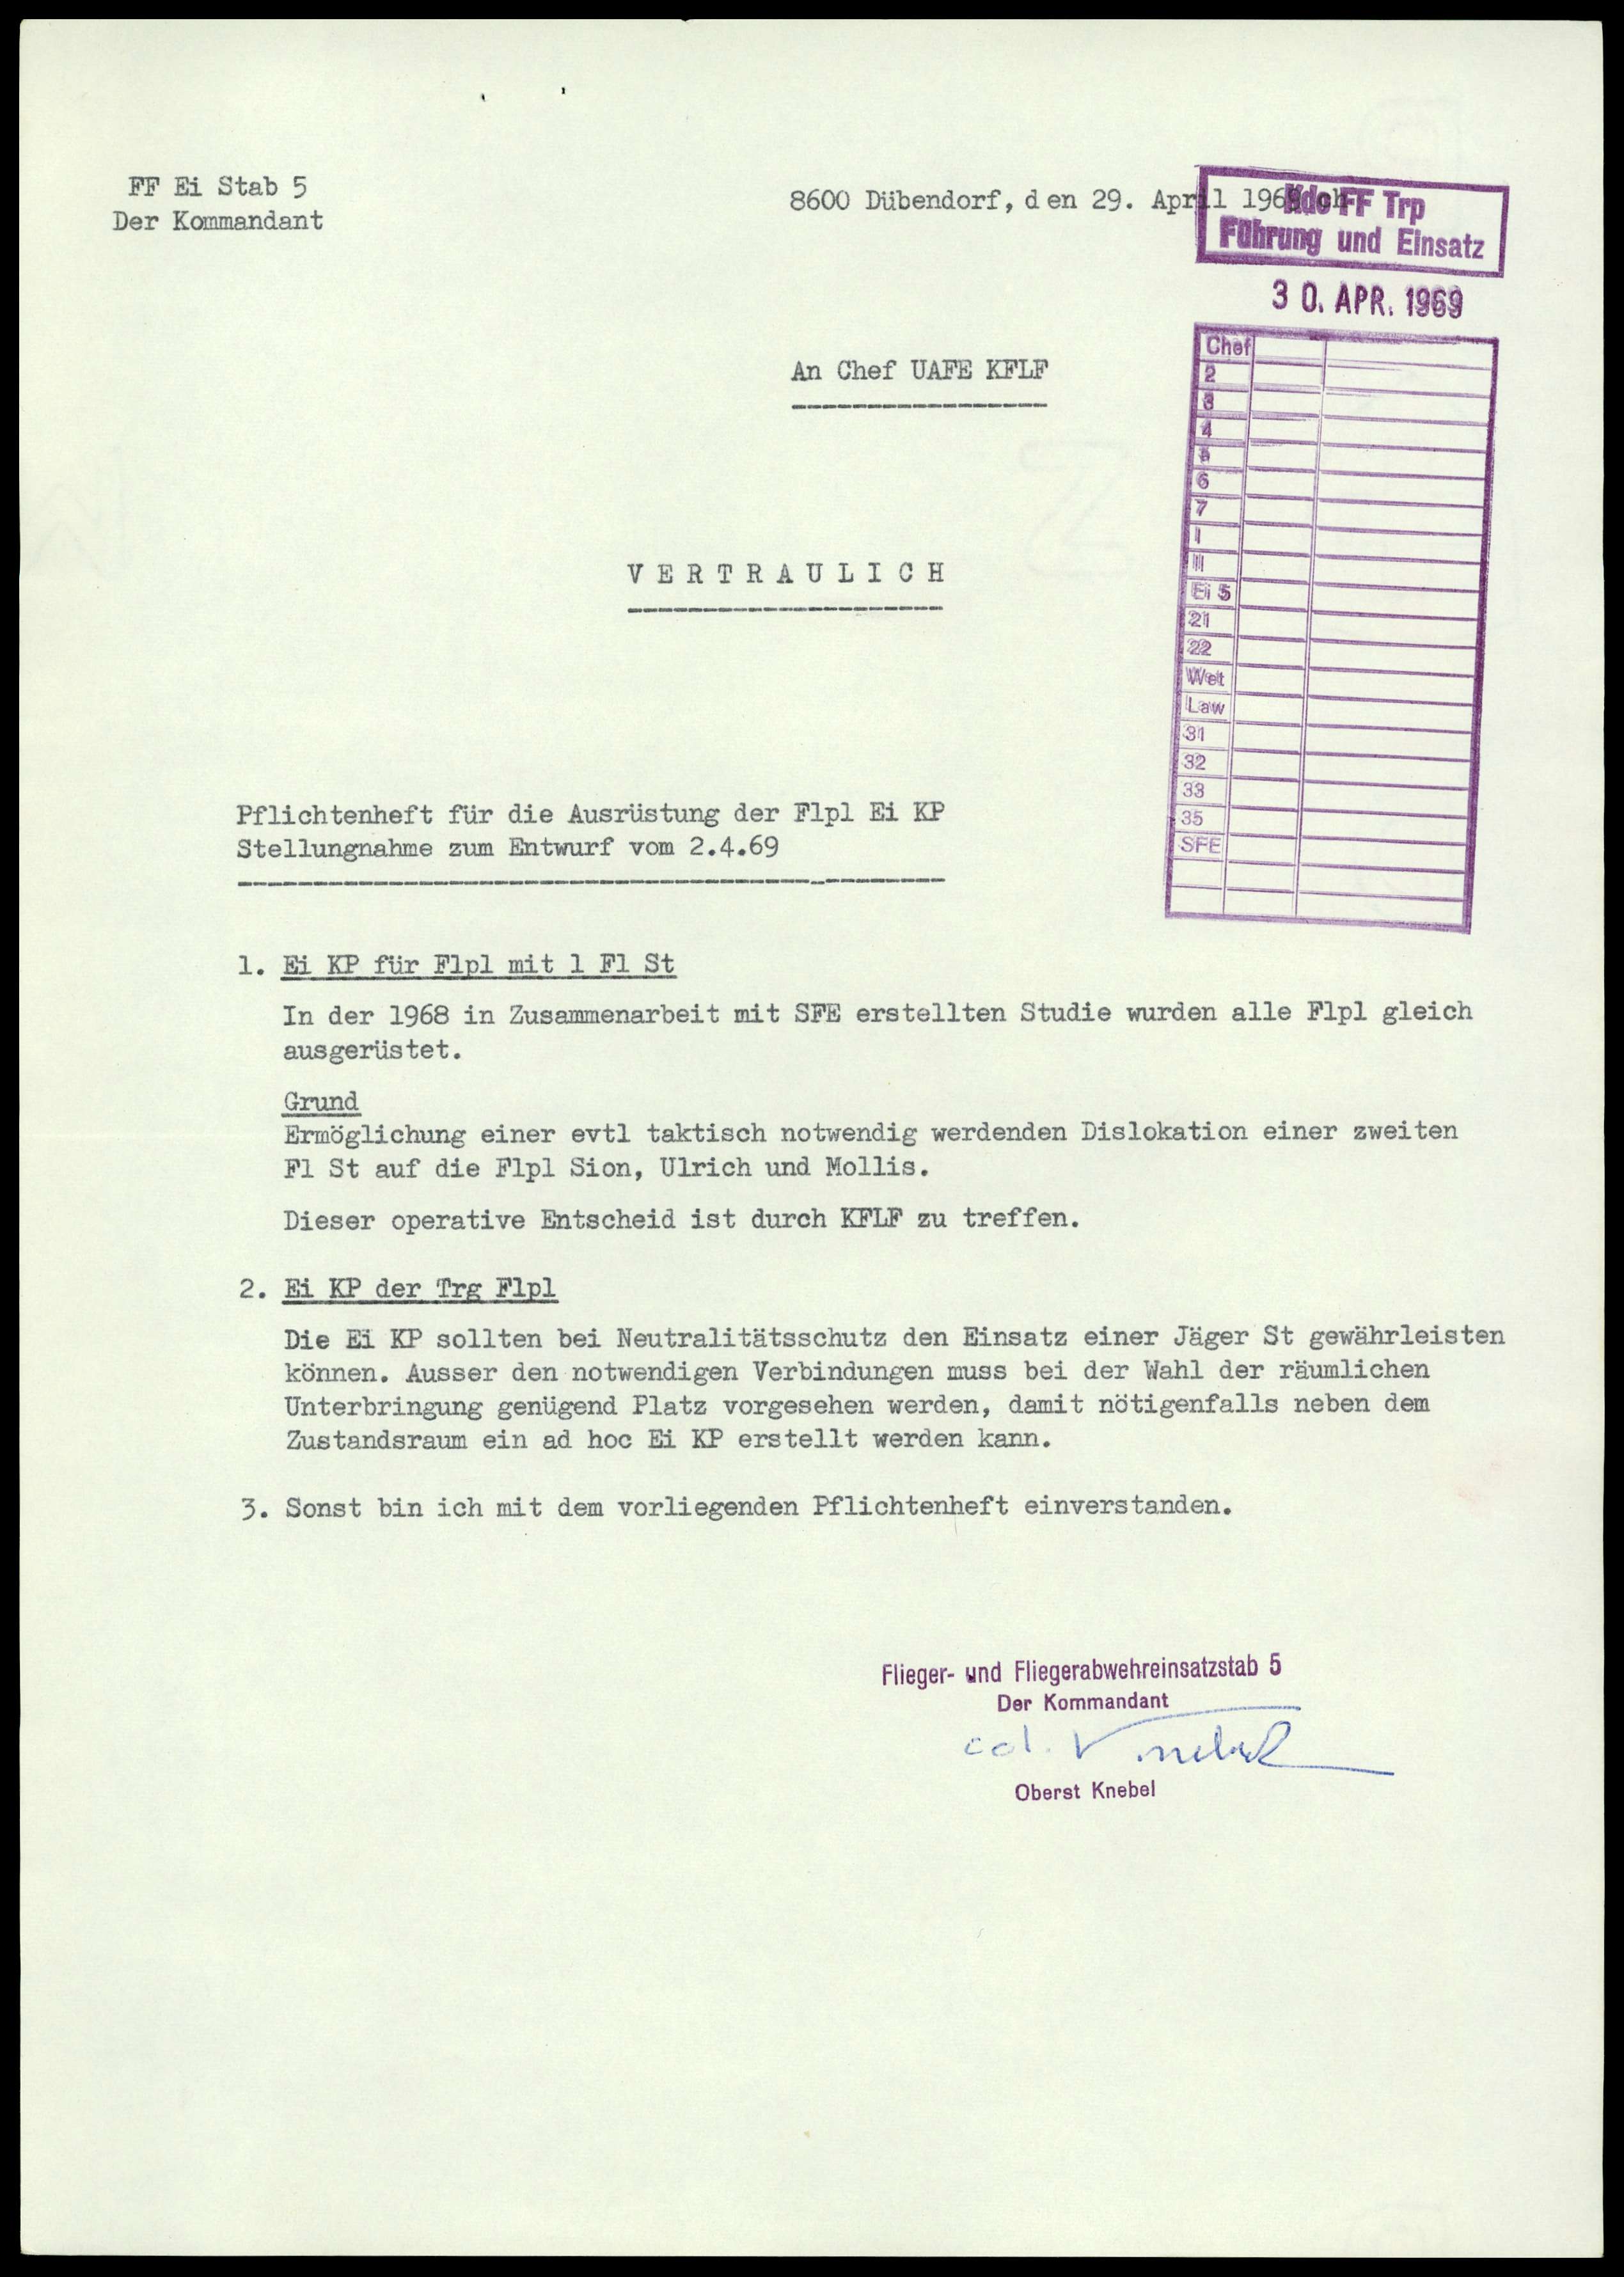 FF Ei Stab 5
Der Kommandant
8600 Dübendorf, den 29. April 1969 ch
Kdo FF Trp
Führung und Einsatz
30. APR. 1969
An Chef UAFE KFLF
Chef
2
3
4
5
6
7
I
II
Ei 5
21
22
Wet
Law
31
32
33
35
SFE
VERTRAULICH
Pflichtenheft für die Ausrüstung der Flpl Ei KP
Stellungnahme zum Entwurf vom 2.4.69
1. Ei KP für Flpl mit 1 Fl St
In der 1968 in Zusammenarbeit mit SFE erstellten Studie wurden alle Flpl gleich
ausgerüstet.
Grund
Ermöglichung einer evtl taktisch notwendig werdenden Dislokation einer zweiten
Fl St auf die Flpl Sion, Ulrich und Mollis.
Dieser operative Entscheid ist durch KFLF zu treffen.
2. Ei KP der Trg Flpl
Die Ei KP sollten bei Neutralitätsschutz den Einsatz einer Jäger St gewährleisten
können. Ausser den notwendigen Verbindungen muss bei der Wahl der räumlichen
Unterbringung genügend Platz vorgesehen werden, damit nötigenfalls neben dem
Zustandsraum ein ad hoc Ei KP erstellt werden kann.
3. Sonst bin ich mit dem vorliegenden Pflichtenheft einverstanden.
Flieger- und Fliegerabwehreinsatzstab 5
Der Kommandant
col. Knebel
Oberst Knebel